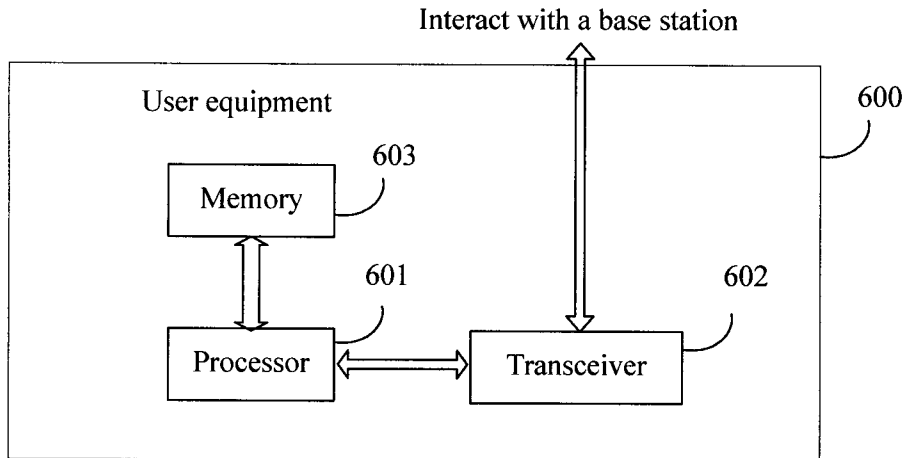 Interact with a base station
User equipment
600
603
Memory
601
602
Processor
Transceiver